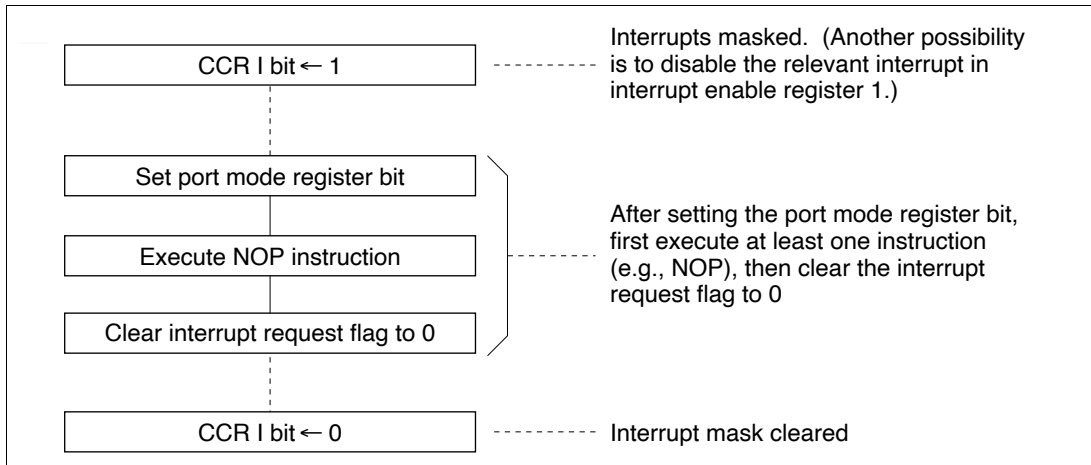 CCR I bit ← 1
Interrupts masked.  (Another possibility
is to disable the relevant interrupt in
interrupt enable register 1.)
Set port mode register bit
Execute NOP instruction
Clear interrupt request flag to 0
After setting the port mode register bit,
first execute at least one instruction
(e.g., NOP), then clear the interrupt
request flag to 0
CCR I bit ← 0
Interrupt mask cleared